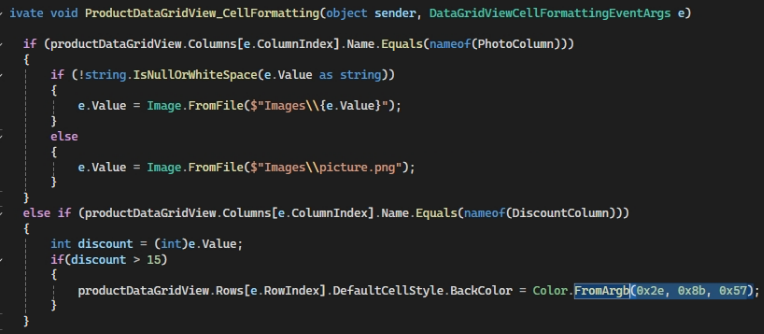 ivate void ProductDataGridView_CellFormatting(object sender, DataGridViewCellFormattingEventArgs e)
if (productDataGridView.Columns[e.ColumnIndex].Name.Equals(nameof(PhotoColumn)))
{
if (!string.IsNullOrWhiteSpace(e.Value as string))
{
e.Value = Image.FromFile($"Images\\{e.Value}");
}
else
{
e.Value = Image.FromFile($"Images\\picture.png");
}
}
else if (productDataGridView.Columns[e.ColumnIndex].Name.Equals(nameof(DiscountColumn)))
{
int discount = (int)e.Value;
if(discount > 15)
{
productDataGridView.Rows[e.RowIndex].DefaultCellStyle.BackColor = Color.FromArgb(0x2e, 0x8b, 0x57);
}
}